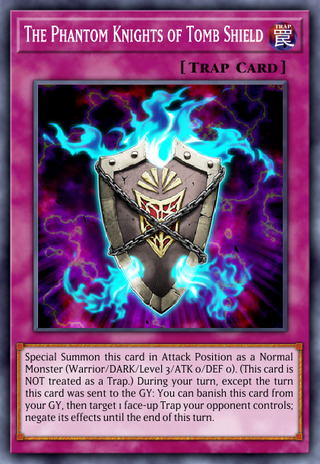 The Phantom Knights of Tomb Shield
TRAP
罠
[ Trap Card ]
Special Summon this card in Attack Position as a Normal
Monster (Warrior/DARK/Level 3/ATK 0/DEF 0). (This card is
NOT treated as a Trap.) During your turn, except the turn
this card was sent to the GY: You can banish this card from
your GY, then target 1 face-up Trap your opponent controls;
negate its effects until the end of this turn.